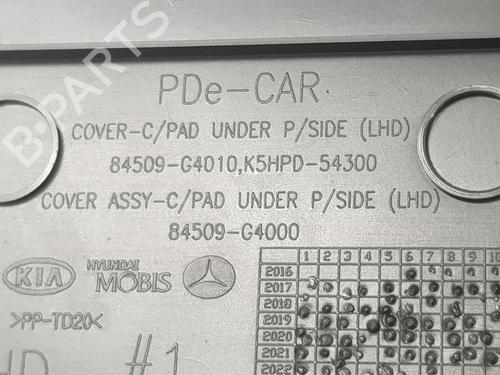 B-PARTS
PDe-CAR
COVER-C/PAD UNDER P/SIDE (LHD)
84509-G4010,K5HPD-54300
COVER ASSY-C/PAD UNDER P/SIDE (LHD)
84509-G4000
KIA HYUNDAI MOBIS
>PP-TD20<
#1
1 2 3 4 5 6 7 8 9 10
2016
2017
2018
2019
2020
2021
2022